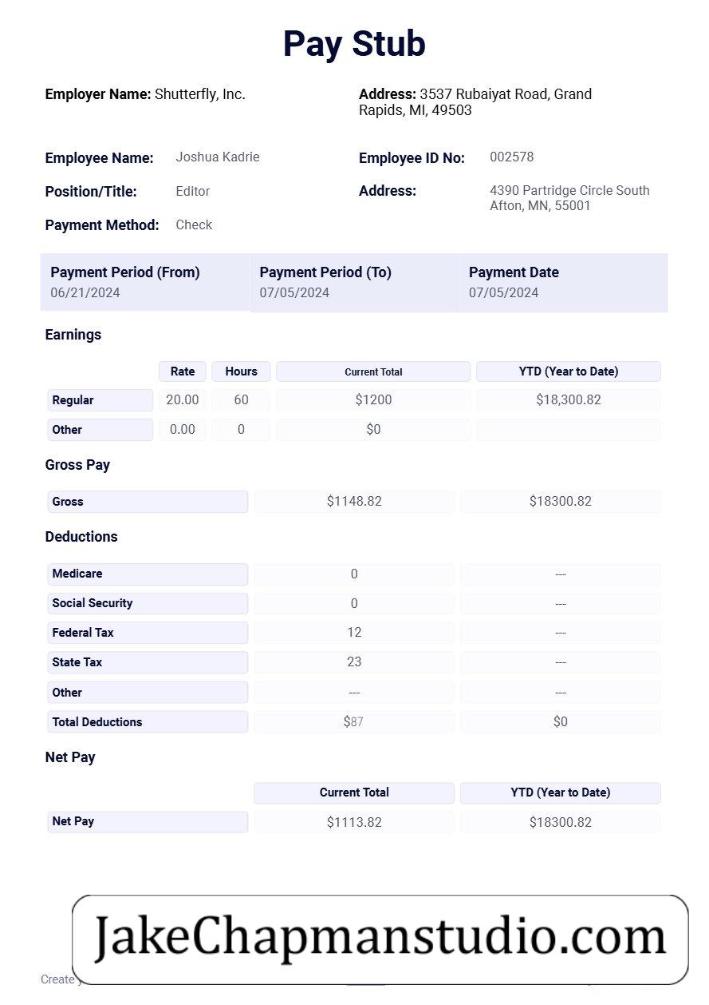 Pay Stub
Employer Name: Shutterfly, Inc.
Address: 3537 Rubaiyat Road, Grand
Rapids, MI, 49503
Employee Name: Joshua Kadrie
Employee ID No: 002578
Position/Title: Editor
Address: 4390 Partridge Circle South
Afton, MN, 55001
Payment Method: Check
Payment Period (From) Payment Period (To) Payment Date
06/21/2024 07/05/2024 07/05/2024
Earnings
Rate Hours Current Total YTD (Year to Date)
Regular 20.00 60 $1200 $18,300.82
Other 0.00 0 $0
Gross Pay
Gross $1148.82 $18300.82
Deductions
Medicare 0 ---
Social Security 0 ---
Federal Tax 12 ---
State Tax 23 ---
Other --- ---
Total Deductions $87 $0
Net Pay
Current Total YTD (Year to Date)
Net Pay $1113.82 $18300.82
JakeChapmanstudio.com
Create